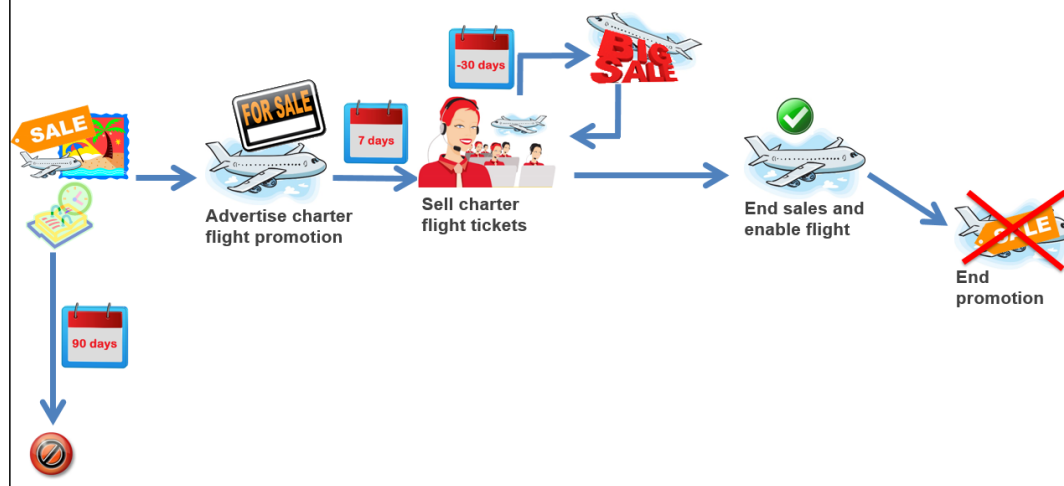 -30 days
BIG
SALE
FOR SALE
SALE
7 days
Advertise charter
flight promotion
Sell charter
flight tickets
End sales and
enable flight
SALE
End
promotion
90 days